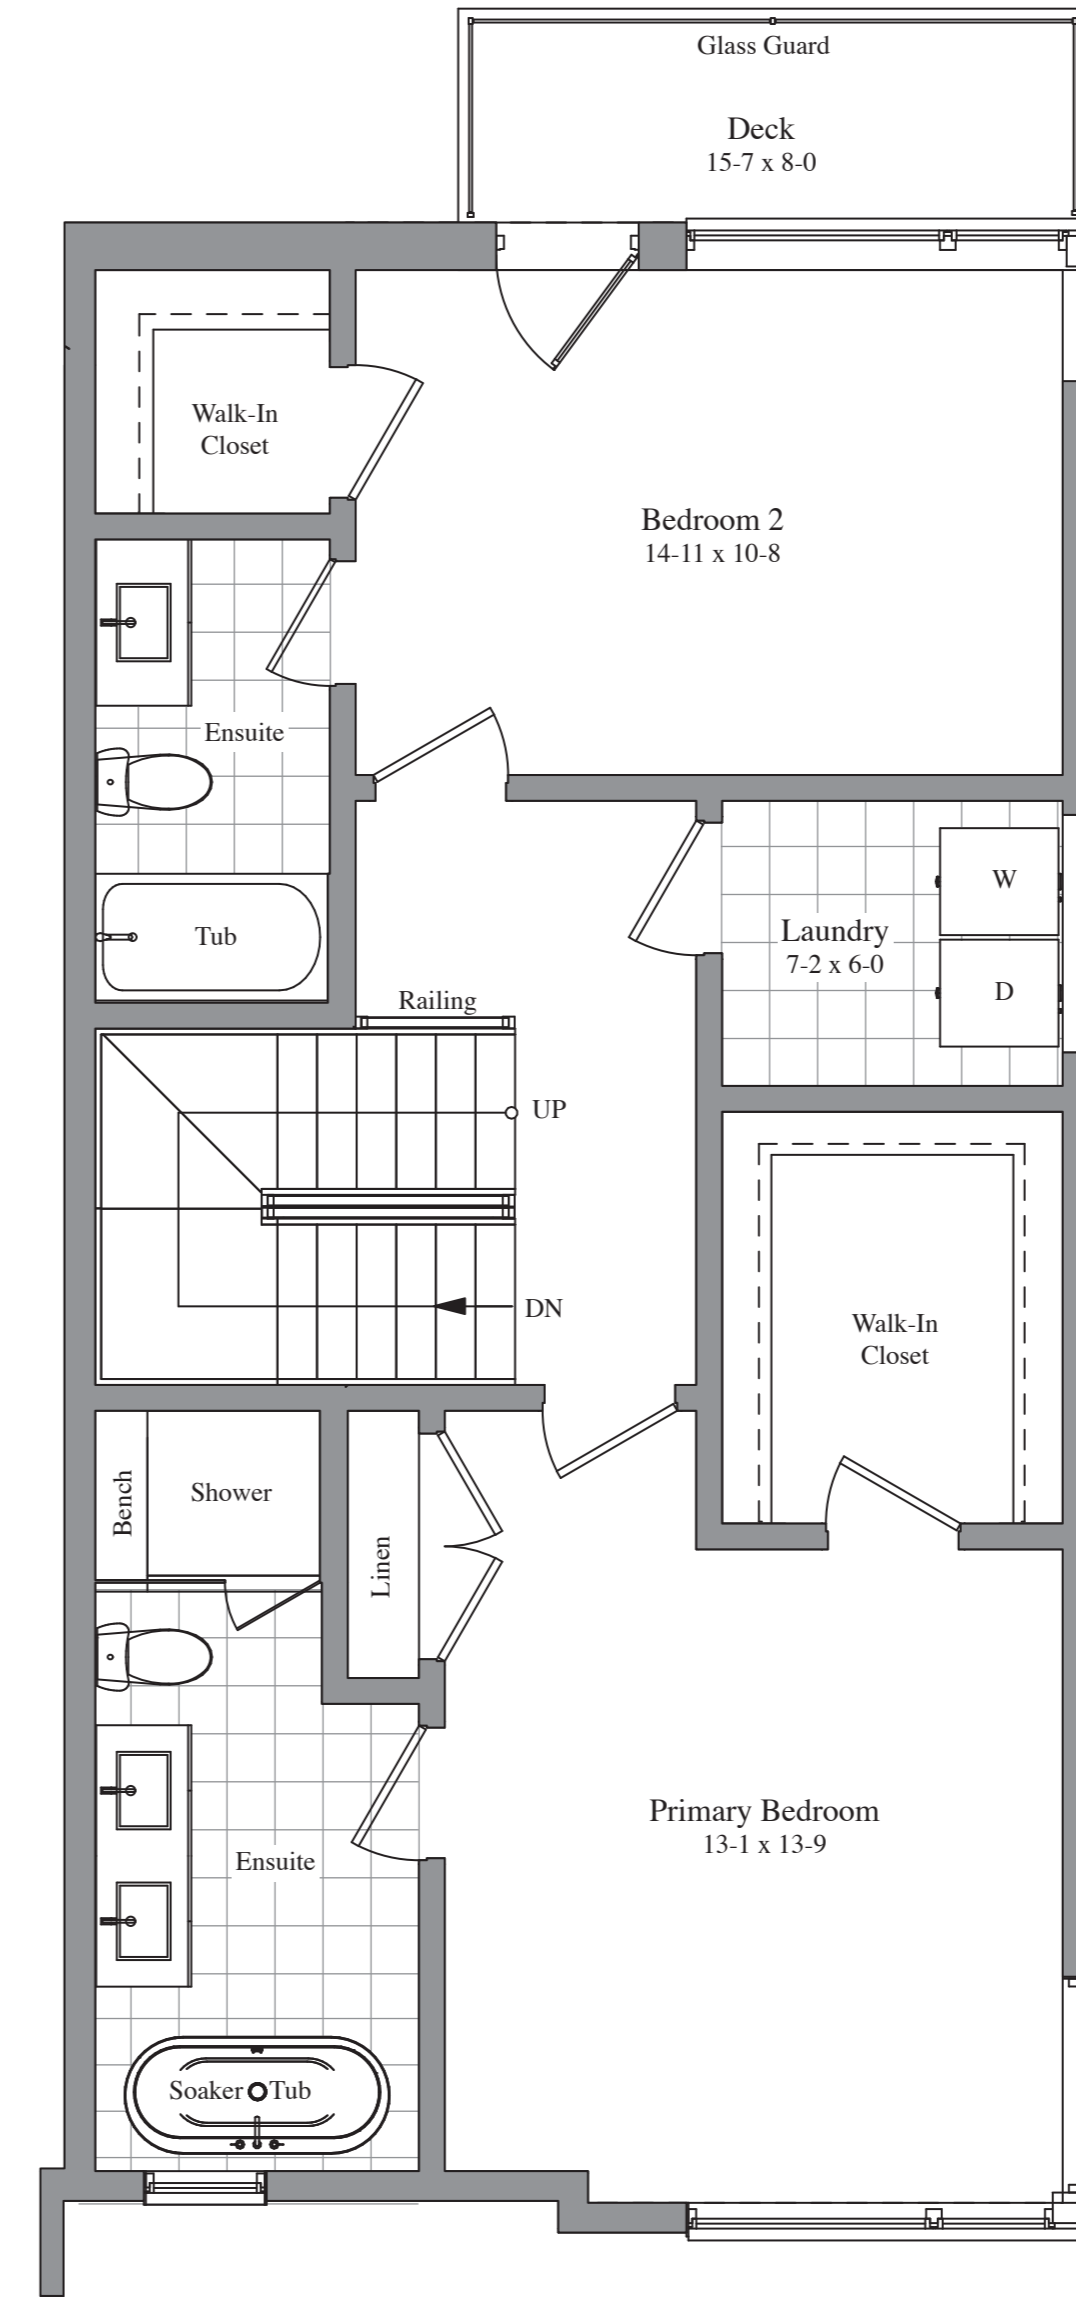 Glass Guard
Deck
15-7 x 8-0
Walk-In
Closet
Bedroom 2
14-11 x 10-8
Ensuite
Tub
W
Laundry
7-2 x 6-0
D
Railing
UP
DN
Walk-In
Closet
Bench
Shower
Linen
Primary Bedroom
13-1 x 13-9
Ensuite
Soaker Tub